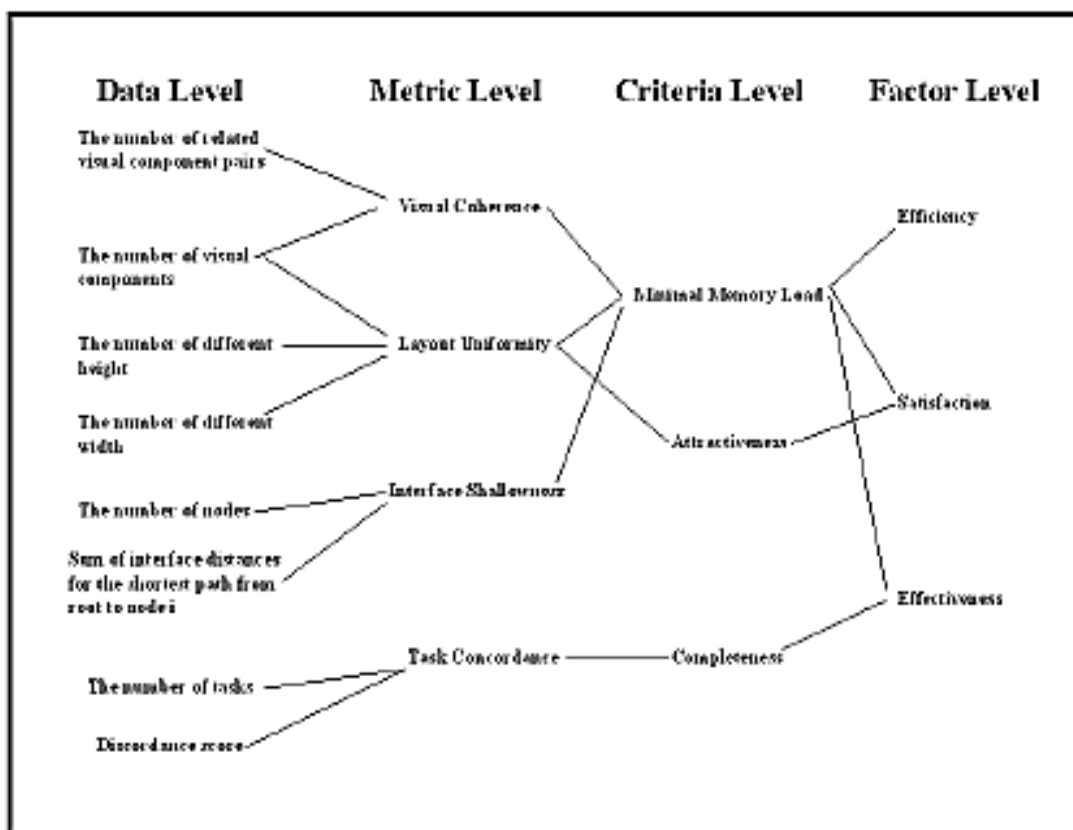 Data Level
Metric Level
Criteria Level
Factor Level
The number of related
visual component pairs
Visual Coherence
Efficiency
The number of visual
components
Minimal Memory Load
The number of different
height
Layout Uniformity
Satisfaction
The number of different
width
Attractiveness
Interface Shallowness
The number of nodes
Sum of interface distances
for the shortest path from
root to node i
Effectiveness
Task Concordance
Completeness
The number of tasks
Discordance score